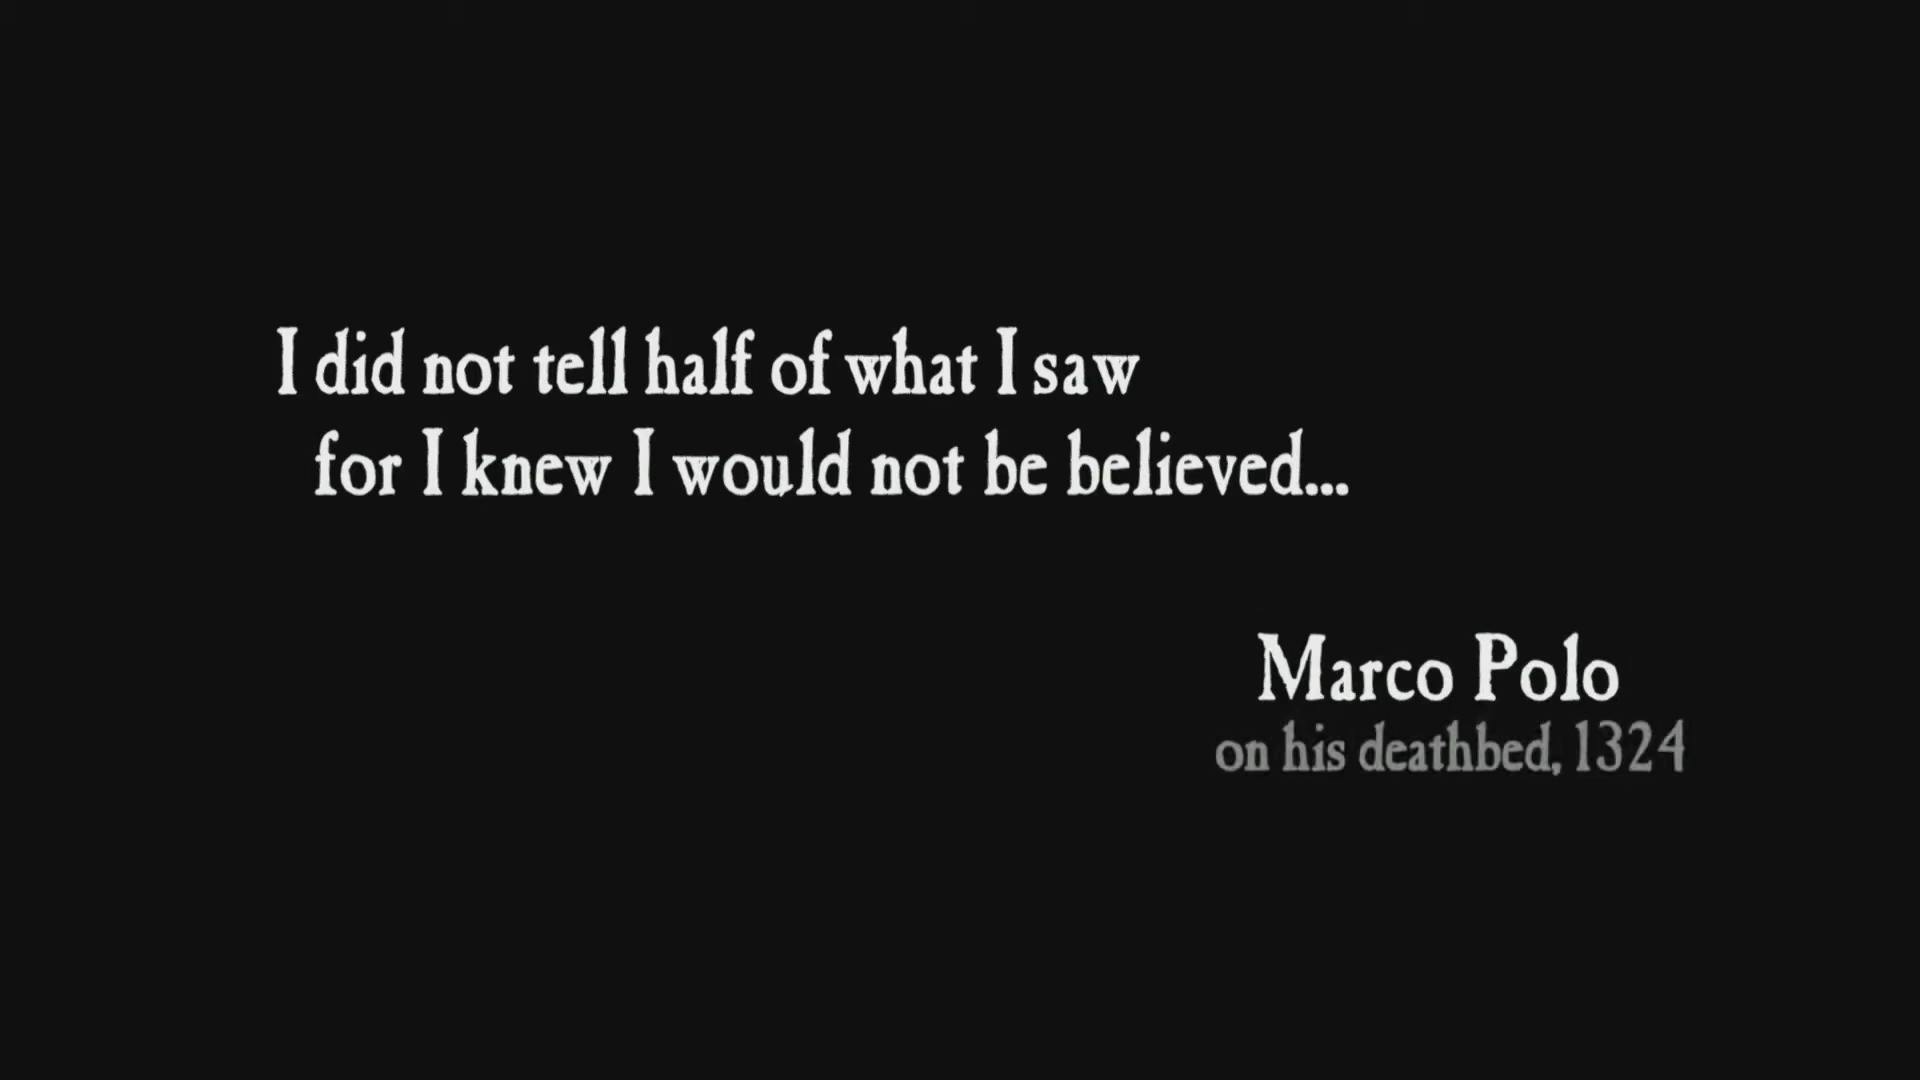 I did not tell half of what I saw
for I knew I would not be believed...
Marco Polo
on his deathbed, 1324